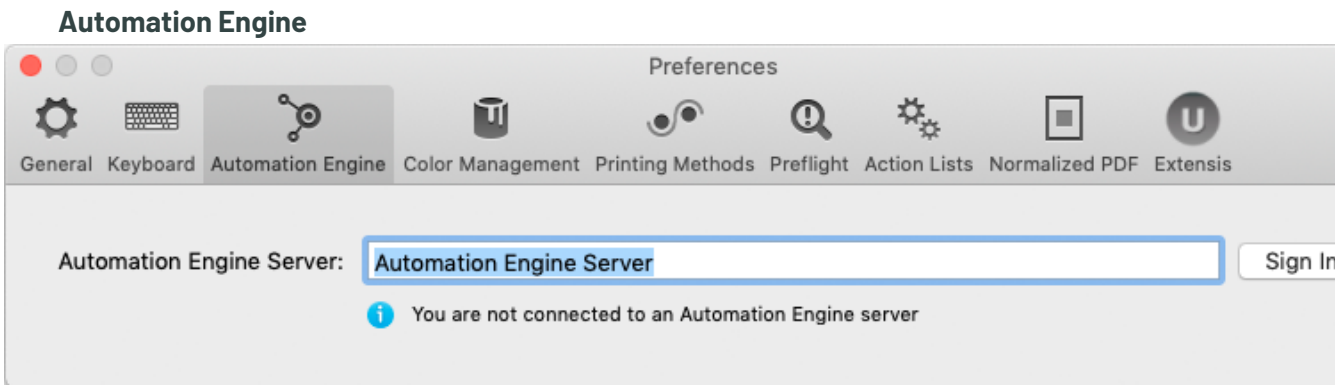 Automation Engine
Preferences
General Keyboard Automation Engine Color Management Printing Methods Preflight Action Lists Normalized PDF Extensis
Automation Engine Server: Automation Engine Server Sign In
You are not connected to an Automation Engine server